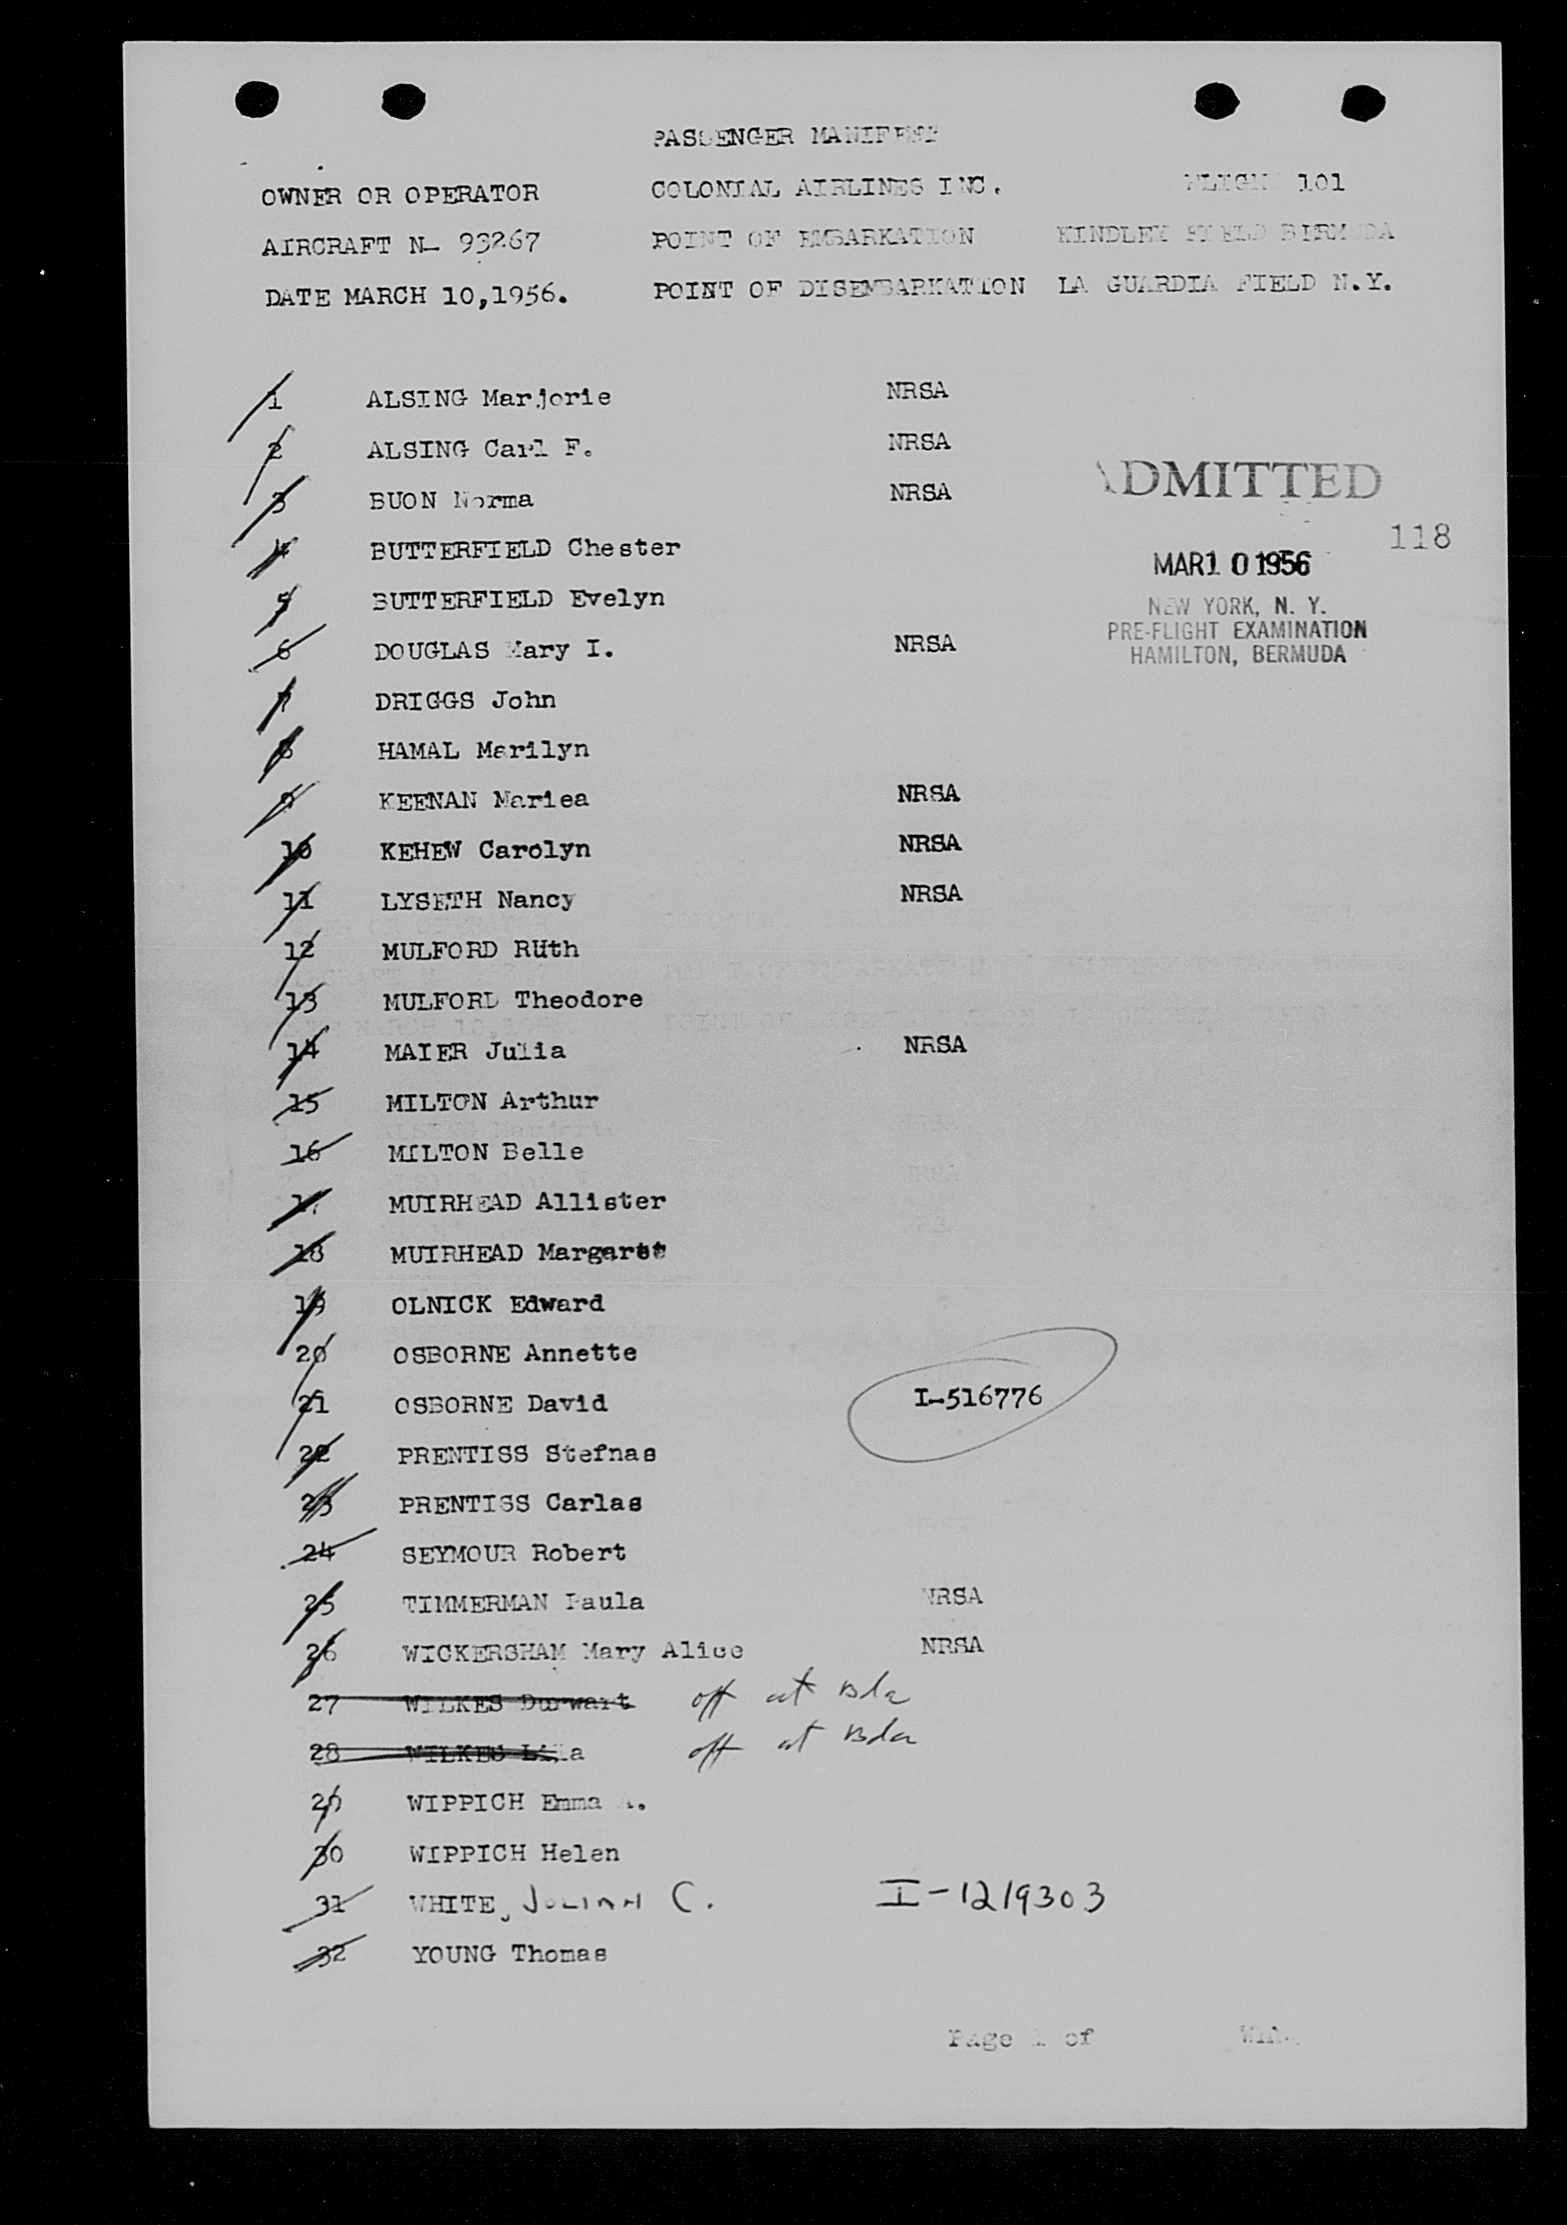 PASSENGER MANIFEST
OWNER OR OPERATOR COLONIAL AIRLINES INC. FLIGHT 101
AIRCRAFT N- 93267 POINT OF EMBARKATION KINDLEY FIELD BERMUDA
DATE MARCH 10,1956. POINT OF DISEMBARKATION LA GUARDIA FIELD N.Y.
1 ALSING Marjorie NRSA
2 ALSING Carl F. NRSA
ADMITTED
3 BUON Norma NRSA
118
4 BUTTERFIELD Chester
MAR 10 1956
5 BUTTERFIELD Evelyn
NEW YORK, N. Y.
PRE-FLIGHT EXAMINATION
HAMILTON, BERMUDA
6 DOUGLAS Mary I. NRSA
7 DRIGGS John
8 HAMAL Marilyn
9 KEENAN Mariea NRSA
10 KEHEW Carolyn NRSA
11 LYSETH Nancy NRSA
12 MULFORD RUth
13 MULFORD Theodore
14 MAIER Julia NRSA
15 MILTON Arthur
16 MILTON Belle
17 MUIRHEAD Allister
18 MUIRHEAD Margaret
19 OLNICK Edward
20 OSBORNE Annette
21 OSBORNE David I-516776
22 PRENTISS Stefnas
23 PRENTISS Carlas
24 SEYMOUR Robert
25 TIMMERMAN Paula NRSA
26 WICKERSHAM Mary Alice NRSA
27 WILKES Durwart off at Bda
28 WILKES off at Bda
29 WIPPICH Emma A.
30 WIPPICH Helen
31 WHITE, JULIAN C. I-1219303
32 YOUNG Thomas
Page 1 of